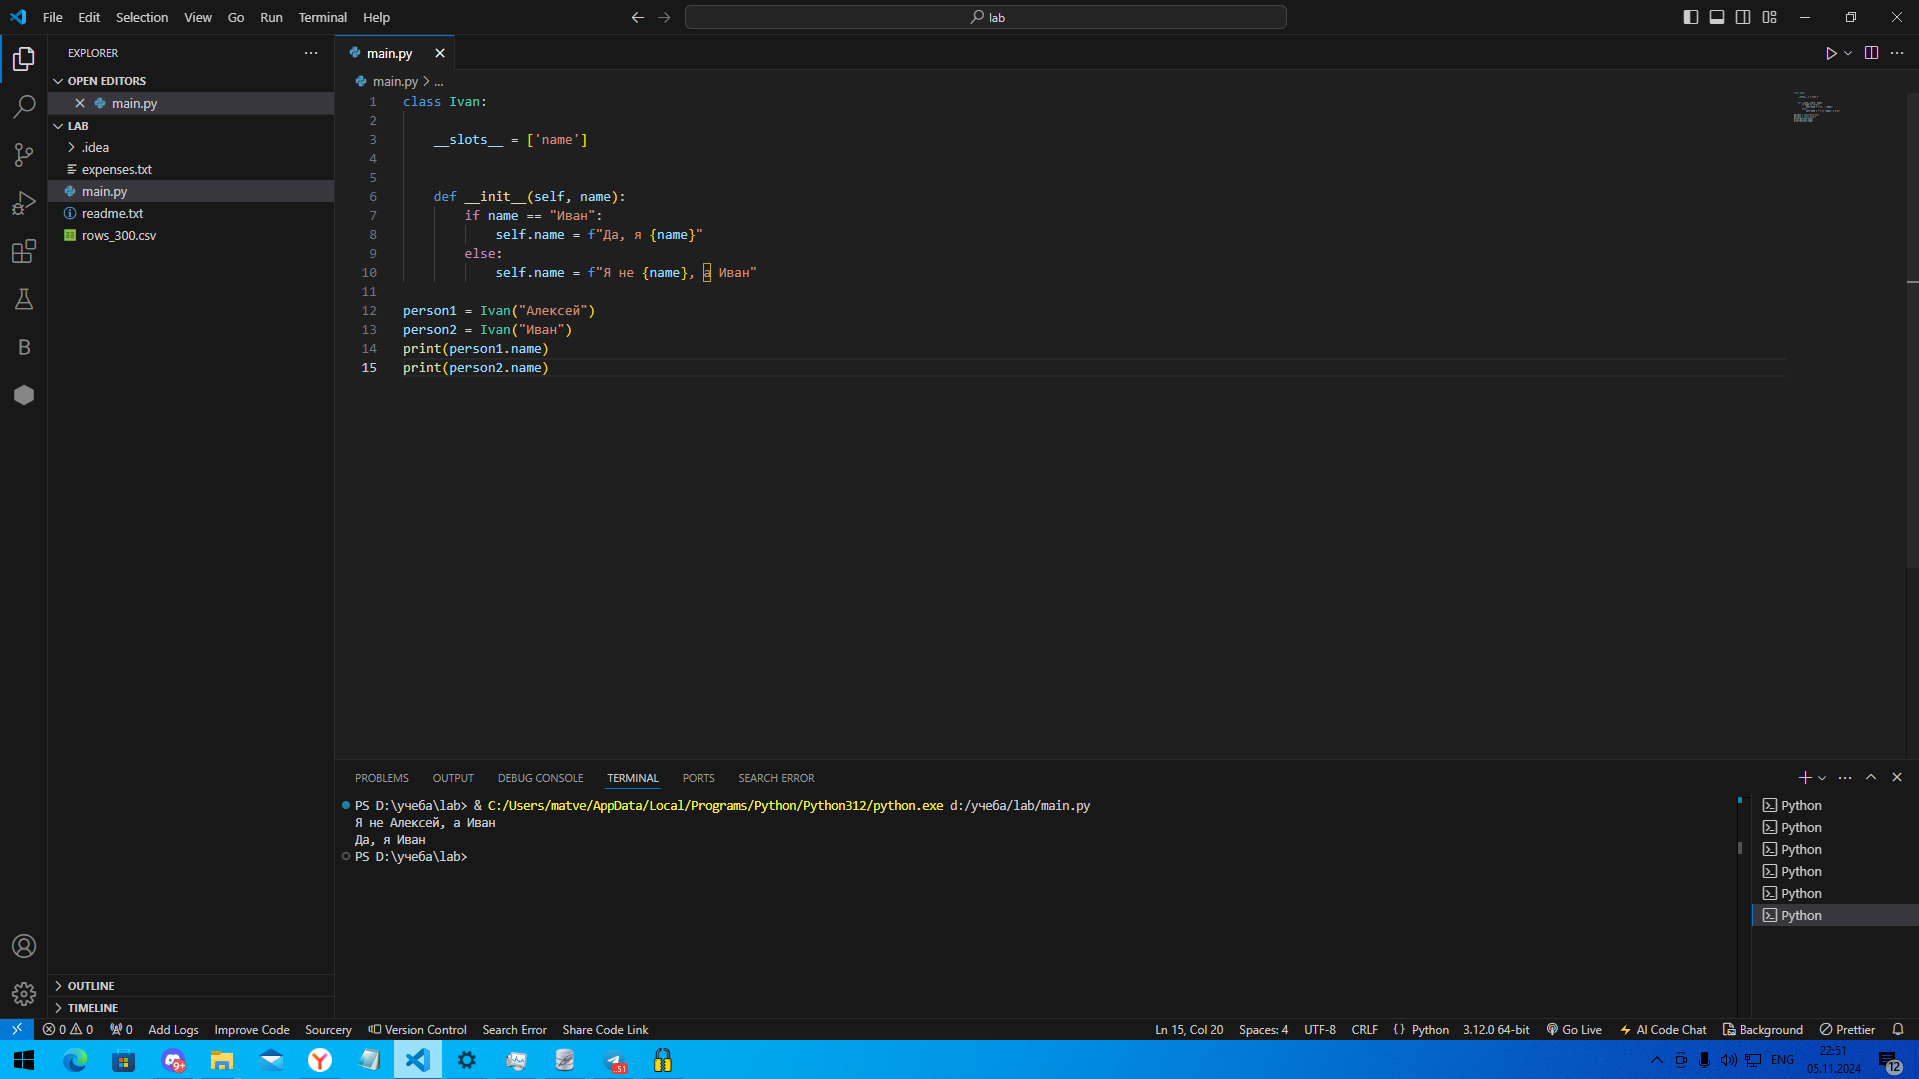 File Edit Selection View Go Run Terminal Help
lab
EXPLORER
OPEN EDITORS
main.py
LAB
.idea
expenses.txt
main.py
readme.txt
rows_300.csv
OUTLINE
TIMELINE
main.py
main.py > ...
1 class Ivan:
2
3 __slots__ = ['name']
4
5
6 def __init__(self, name):
7 if name == "Иван":
8 self.name = f"Да, я {name}"
9 else:
10 self.name = f"Я не {name}, а Иван"
11
12 person1 = Ivan("Алексей")
13 person2 = Ivan("Иван")
14 print(person1.name)
15 print(person2.name)
PROBLEMS OUTPUT DEBUG CONSOLE TERMINAL PORTS SEARCH ERROR
PS D:\учеба\lab> & C:/Users/matve/AppData/Local/Programs/Python/Python312/python.exe d:/учеба/lab/main.py
Я не Алексей, а Иван
Да, я Иван
PS D:\учеба\lab>
Python
Python
Python
Python
Python
Python
0 0 0 Add Logs Improve Code Sourcery Version Control Search Error Share Code Link Ln 15, Col 20 Spaces: 4 UTF-8 CRLF {} Python 3.12.0 64-bit Go Live AI Code Chat Background Prettier
9+ 51 ENG 22:51 05.11.2024 12